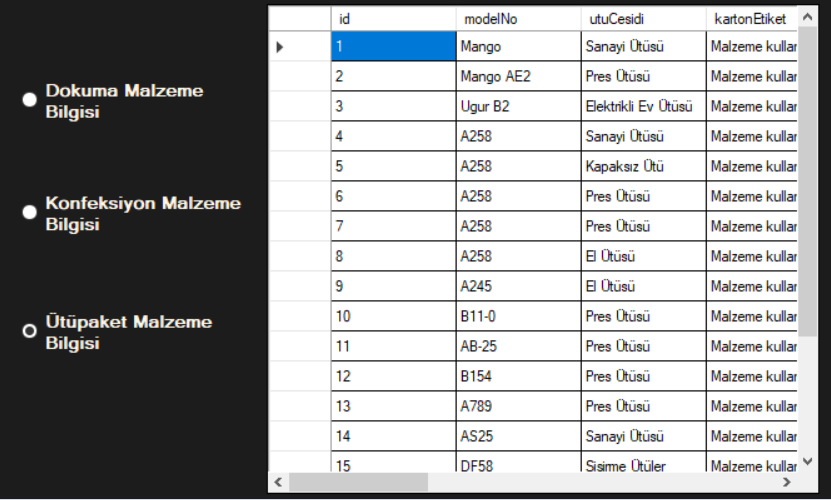 id modelNo utuCesidi kartonEtiket
1 Mango Sanayi Ütüsü Malzeme kullar
2 Mango AE2 Pres Ütüsü Malzeme kullar
3 Ugur B2 Elektrikli Ev Ütüsü Malzeme kullar
4 A258 Sanayi Ütüsü Malzeme kullar
5 A258 Kapaksız Ütü Malzeme kullar
6 A258 Pres Ütüsü Malzeme kullar
7 A258 Pres Ütüsü Malzeme kullar
8 A258 El Ütüsü Malzeme kullar
9 A245 El Ütüsü Malzeme kullar
10 B11-0 Pres Ütüsü Malzeme kullar
11 AB-25 Pres Ütüsü Malzeme kullar
12 B154 Pres Ütüsü Malzeme kullar
13 A789 Pres Ütüsü Malzeme kullar
14 AS25 Sanayi Ütüsü Malzeme kullar
15 DF58 Sisirme Ütüler Malzeme kullar
Dokuma Malzeme
Bilgisi
Konfeksiyon Malzeme
Bilgisi
Ütüpaket Malzeme
Bilgisi